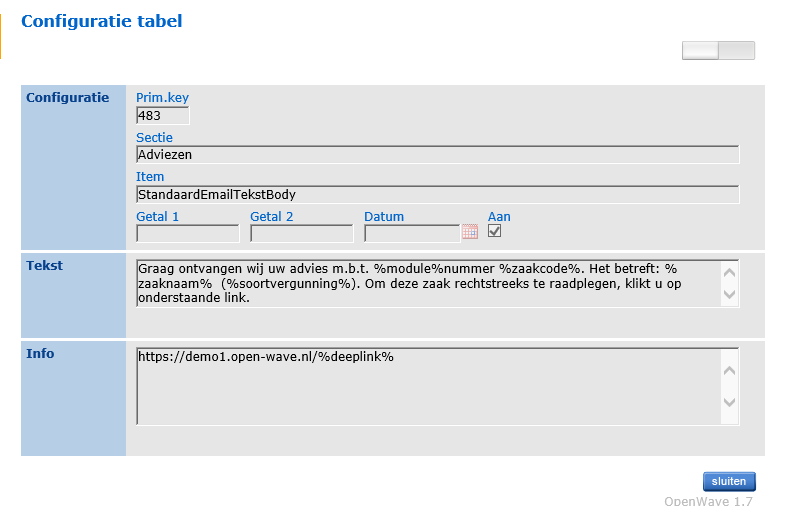 Configuratie tabel
Configuratie
Prim.key
483
Sectie
Adviezen
Item
StandaardEmailTekstBody
Getal 1 Getal 2 Datum Aan
Tekst
Graag ontvangen wij uw advies m.b.t. %module%nummer %zaakcode%. Het betreft: %
zaaknaam% (%soortvergunning%). Om deze zaak rechtstreeks te raadplegen, klikt u op
onderstaande link.
Info
https://demo1.open-wave.nl/%deeplink%
sluiten
OpenWave 1.7